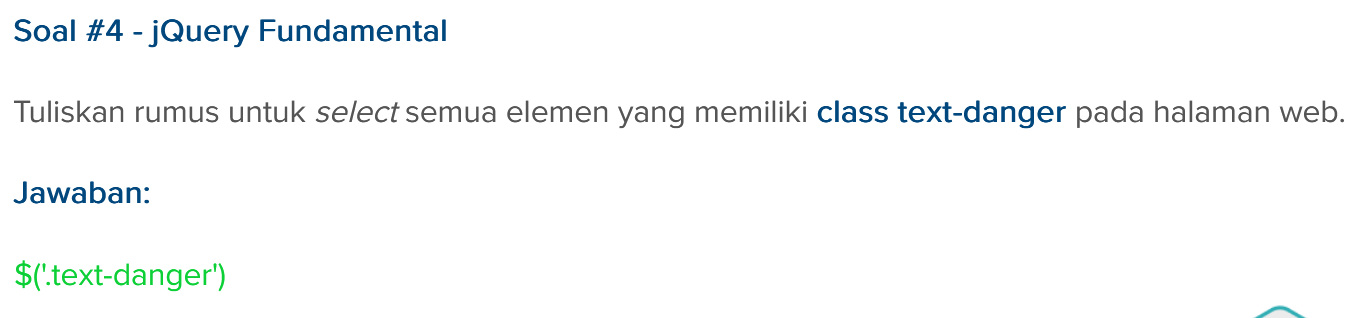 Soal #4 - jQuery Fundamental
Tuliskan rumus untuk select semua elemen yang memiliki class text-danger pada halaman web.
Jawaban:
$('.text-danger')